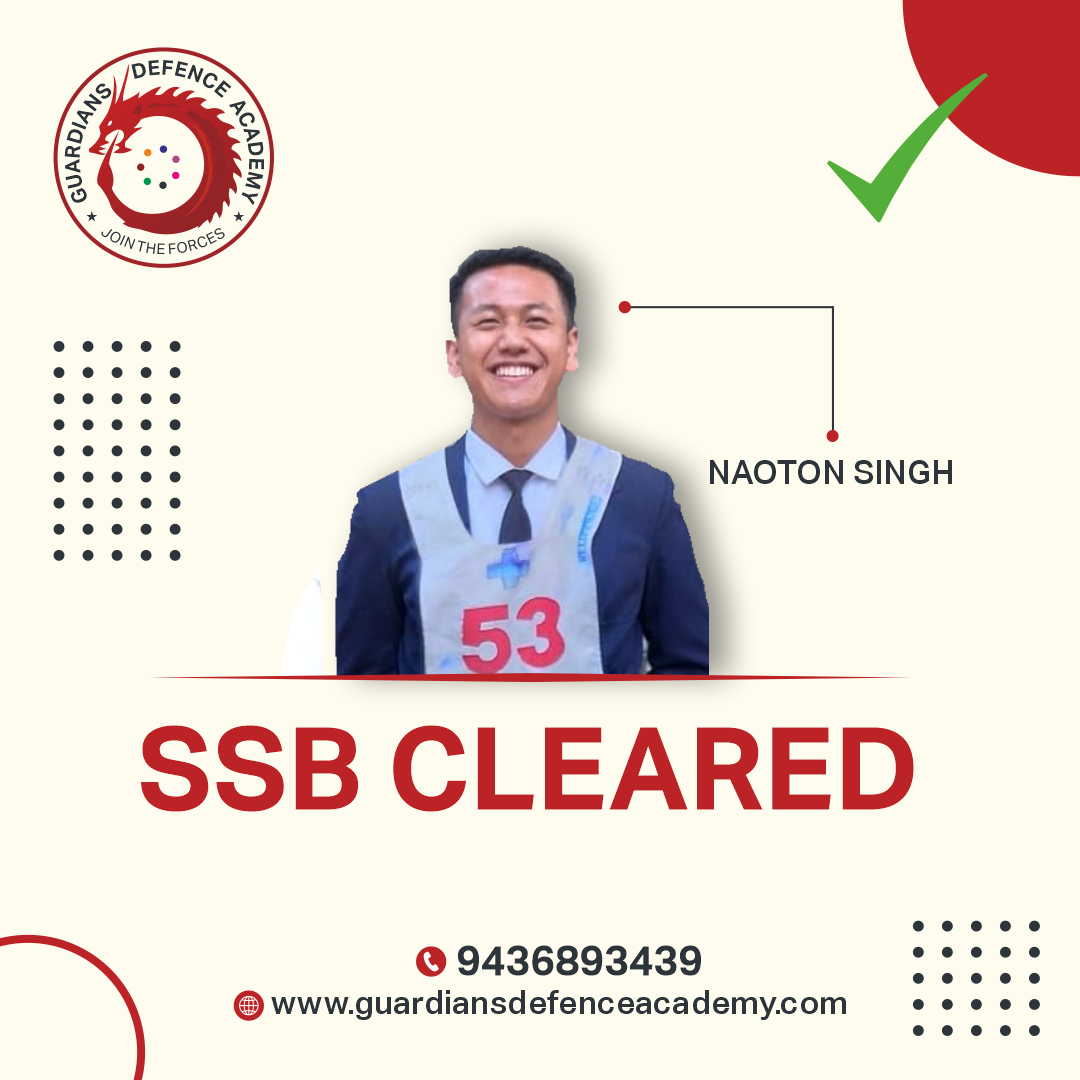 GUARDIANS DEFENCE ACADEMY
JOIN THE FORCES
NAOTON SINGH
53
SSB CLEARED
9436893439
www.guardiansdefenceacademy.com